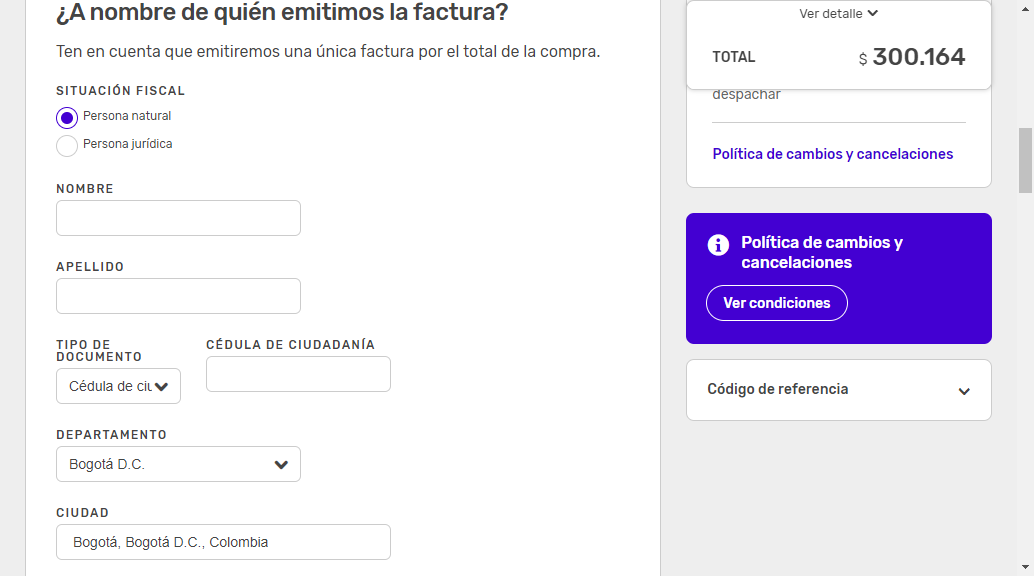 ¿A nombre de quién emitimos la factura?
Ten en cuenta que emitiremos una única factura por el total de la compra.
SITUACIÓN FISCAL
Persona natural
Persona jurídica
NOMBRE
APELLIDO
TIPO DE
DOCUMENTO
Cédula de ciu
CÉDULA DE CIUDADANÍA
DEPARTAMENTO
Bogotá D.C.
CIUDAD
Bogotá, Bogotá D.C., Colombia
Ver detalle
TOTAL
$ 300.164
despachar
Política de cambios y cancelaciones
Política de cambios y
cancelaciones
Ver condiciones
Código de referencia